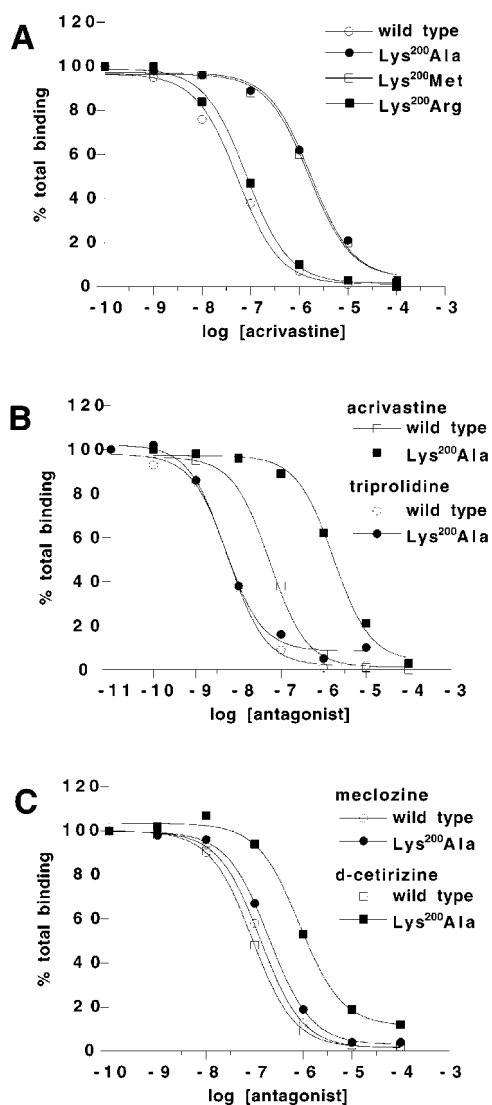 A
wild type
Lys²⁰⁰Ala
Lys²⁰⁰Met
Lys²⁰⁰Arg
120
100
80
60
40
20
0
% total binding
-10 -9 -8 -7 -6 -5 -4 -3
log [acrivastine]
B
acrivastine
wild type
Lys²⁰⁰Ala
triprolidine
wild type
Lys²⁰⁰Ala
120
100
80
60
40
20
0
% total binding
-11 -10 -9 -8 -7 -6 -5 -4 -3
log [antagonist]
C
meclozine
wild type
Lys²⁰⁰Ala
d-cetirizine
wild type
Lys²⁰⁰Ala
120
100
80
60
40
20
0
% total binding
-10 -9 -8 -7 -6 -5 -4 -3
log [antagonist]